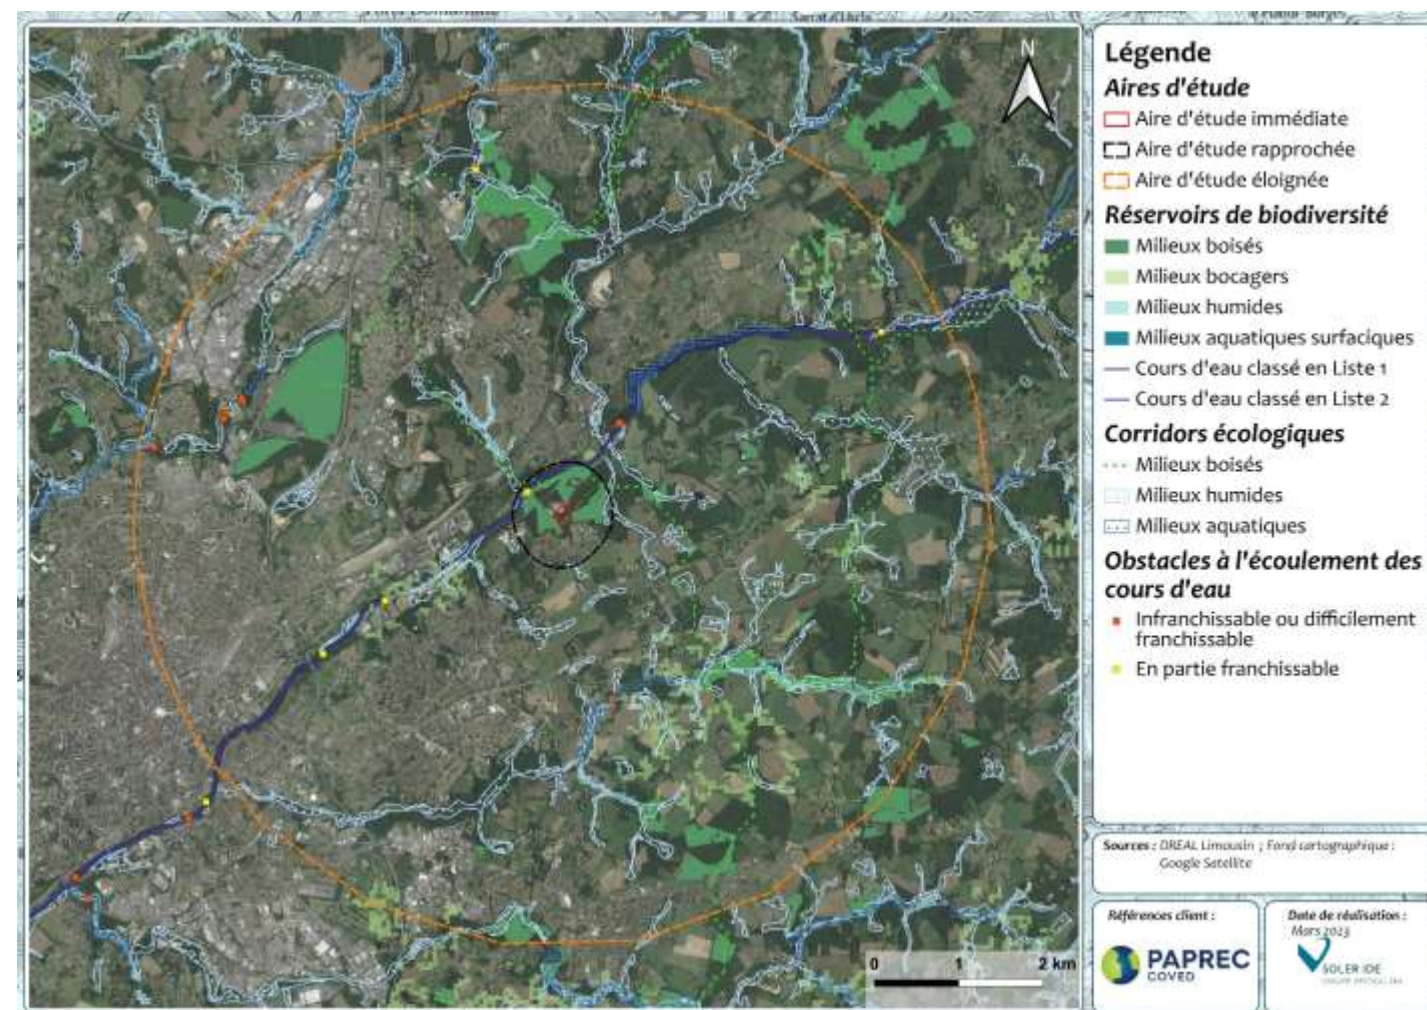 N
0 1 2 km
Légende
Aires d'étude
Aire d'étude immédiate
Aire d'étude rapprochée
Aire d'étude éloignée
Réservoirs de biodiversité
Milieux boisés
Milieux bocagers
Milieux humides
Milieux aquatiques surfaciques
Cours d'eau classé en Liste 1
Cours d'eau classé en Liste 2
Corridors écologiques
Milieux boisés
Milieux humides
Milieux aquatiques
Obstacles à l'écoulement des
cours d'eau
Infranchissable ou difficilement
franchissable
En partie franchissable
Sources : DREAL Limousin ; Fond cartographique :
Google Satellite
Références client :
PAPREC
COVED
Date de réalisation :
Mars 2023
SOLER IDE